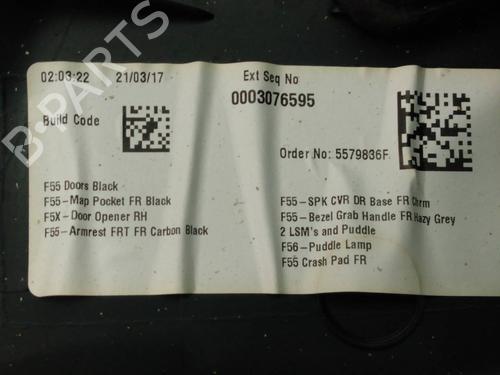 02:03:22 21/03/17 Ext Seq No
0003076595
Build Code
Order No: 5579836F
F55 Doors Black
F55-Map Pocket FR Black
F5X-Door Opener RH
F55-Armrest FRT FR Carbon Black
F55-SPK CVR DR Base FR Chrm
F55-Bezel Grab Handle FR Hazy Grey
2 LSM's and Puddle
F56-Puddle Lamp
F55 Crash Pad FR
B-PARTS